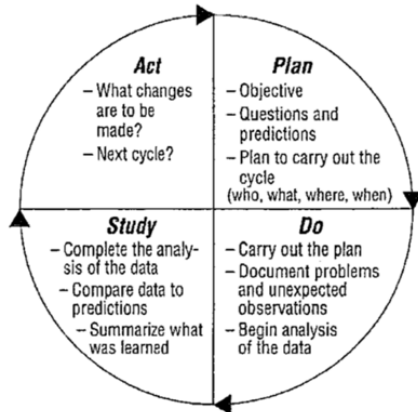 Act
– What changes
are to be
made?
– Next cycle?
Plan
– Objective
– Questions and
predictions
– Plan to carry out the
cycle
(who, what, where, when)
Study
– Complete the analy-
sis of the data
– Compare data to
predictions
– Summarize what
was learned
Do
– Carry out the plan
– Document problems
and unexpected
observations
– Begin analysis
of the data